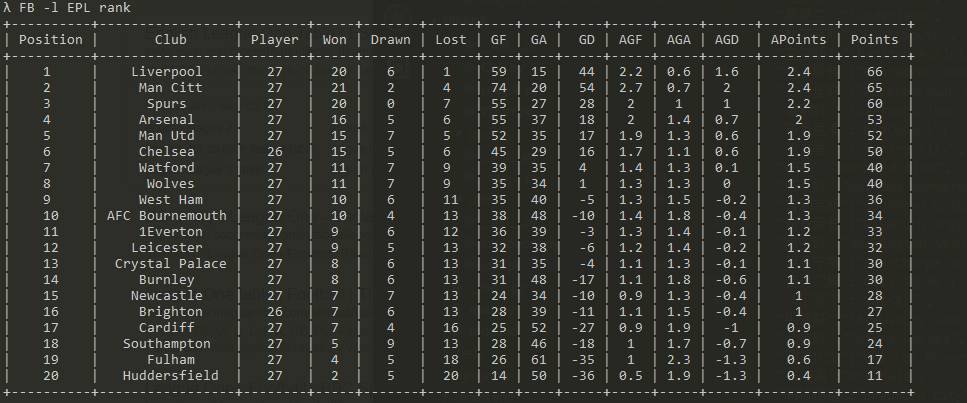 λ FB -l EPL rank
| Position | Club | Player | Won | Drawn | Lost | GF | GA | GD | AGF | AGA | AGD | APoints | Points |
| 1 | Liverpool | 27 | 20 | 6 | 1 | 59 | 15 | 44 | 2.2 | 0.6 | 1.6 | 2.4 | 66 |
| 2 | Man Citt | 27 | 21 | 2 | 4 | 74 | 20 | 54 | 2.7 | 0.7 | 2 | 2.4 | 65 |
| 3 | Spurs | 27 | 20 | 0 | 7 | 55 | 27 | 28 | 2 | 1 | 1 | 2.2 | 60 |
| 4 | Arsenal | 27 | 16 | 5 | 6 | 55 | 37 | 18 | 2 | 1.4 | 0.7 | 2 | 53 |
| 5 | Man Utd | 27 | 15 | 7 | 5 | 52 | 35 | 17 | 1.9 | 1.3 | 0.6 | 1.9 | 52 |
| 6 | Chelsea | 26 | 15 | 5 | 6 | 45 | 29 | 16 | 1.7 | 1.1 | 0.6 | 1.9 | 50 |
| 7 | Watford | 27 | 11 | 7 | 9 | 39 | 35 | 4 | 1.4 | 1.3 | 0.1 | 1.5 | 40 |
| 8 | Wolves | 27 | 11 | 7 | 9 | 35 | 34 | 1 | 1.3 | 1.3 | 0 | 1.5 | 40 |
| 9 | West Ham | 27 | 10 | 6 | 11 | 35 | 40 | -5 | 1.3 | 1.5 | -0.2 | 1.3 | 36 |
| 10 | AFC Bournemouth | 27 | 10 | 4 | 13 | 38 | 48 | -10 | 1.4 | 1.8 | -0.4 | 1.3 | 34 |
| 11 | 1Everton | 27 | 9 | 6 | 12 | 36 | 39 | -3 | 1.3 | 1.4 | -0.1 | 1.2 | 33 |
| 12 | Leicester | 27 | 9 | 5 | 13 | 32 | 38 | -6 | 1.2 | 1.4 | -0.2 | 1.2 | 32 |
| 13 | Crystal Palace | 27 | 8 | 6 | 13 | 31 | 35 | -4 | 1.1 | 1.3 | -0.1 | 1.1 | 30 |
| 14 | Burnley | 27 | 8 | 6 | 13 | 31 | 48 | -17 | 1.1 | 1.8 | -0.6 | 1.1 | 30 |
| 15 | Newcastle | 27 | 7 | 7 | 13 | 24 | 34 | -10 | 0.9 | 1.3 | -0.4 | 1 | 28 |
| 16 | Brighton | 26 | 7 | 6 | 13 | 28 | 39 | -11 | 1.1 | 1.5 | -0.4 | 1 | 27 |
| 17 | Cardiff | 27 | 7 | 4 | 16 | 25 | 52 | -27 | 0.9 | 1.9 | -1 | 0.9 | 25 |
| 18 | Southampton | 27 | 5 | 9 | 13 | 28 | 46 | -18 | 1 | 1.7 | -0.7 | 0.9 | 24 |
| 19 | Fulham | 27 | 4 | 5 | 18 | 26 | 61 | -35 | 1 | 2.3 | -1.3 | 0.6 | 17 |
| 20 | Huddersfield | 27 | 2 | 5 | 20 | 14 | 50 | -36 | 0.5 | 1.9 | -1.3 | 0.4 | 11 |